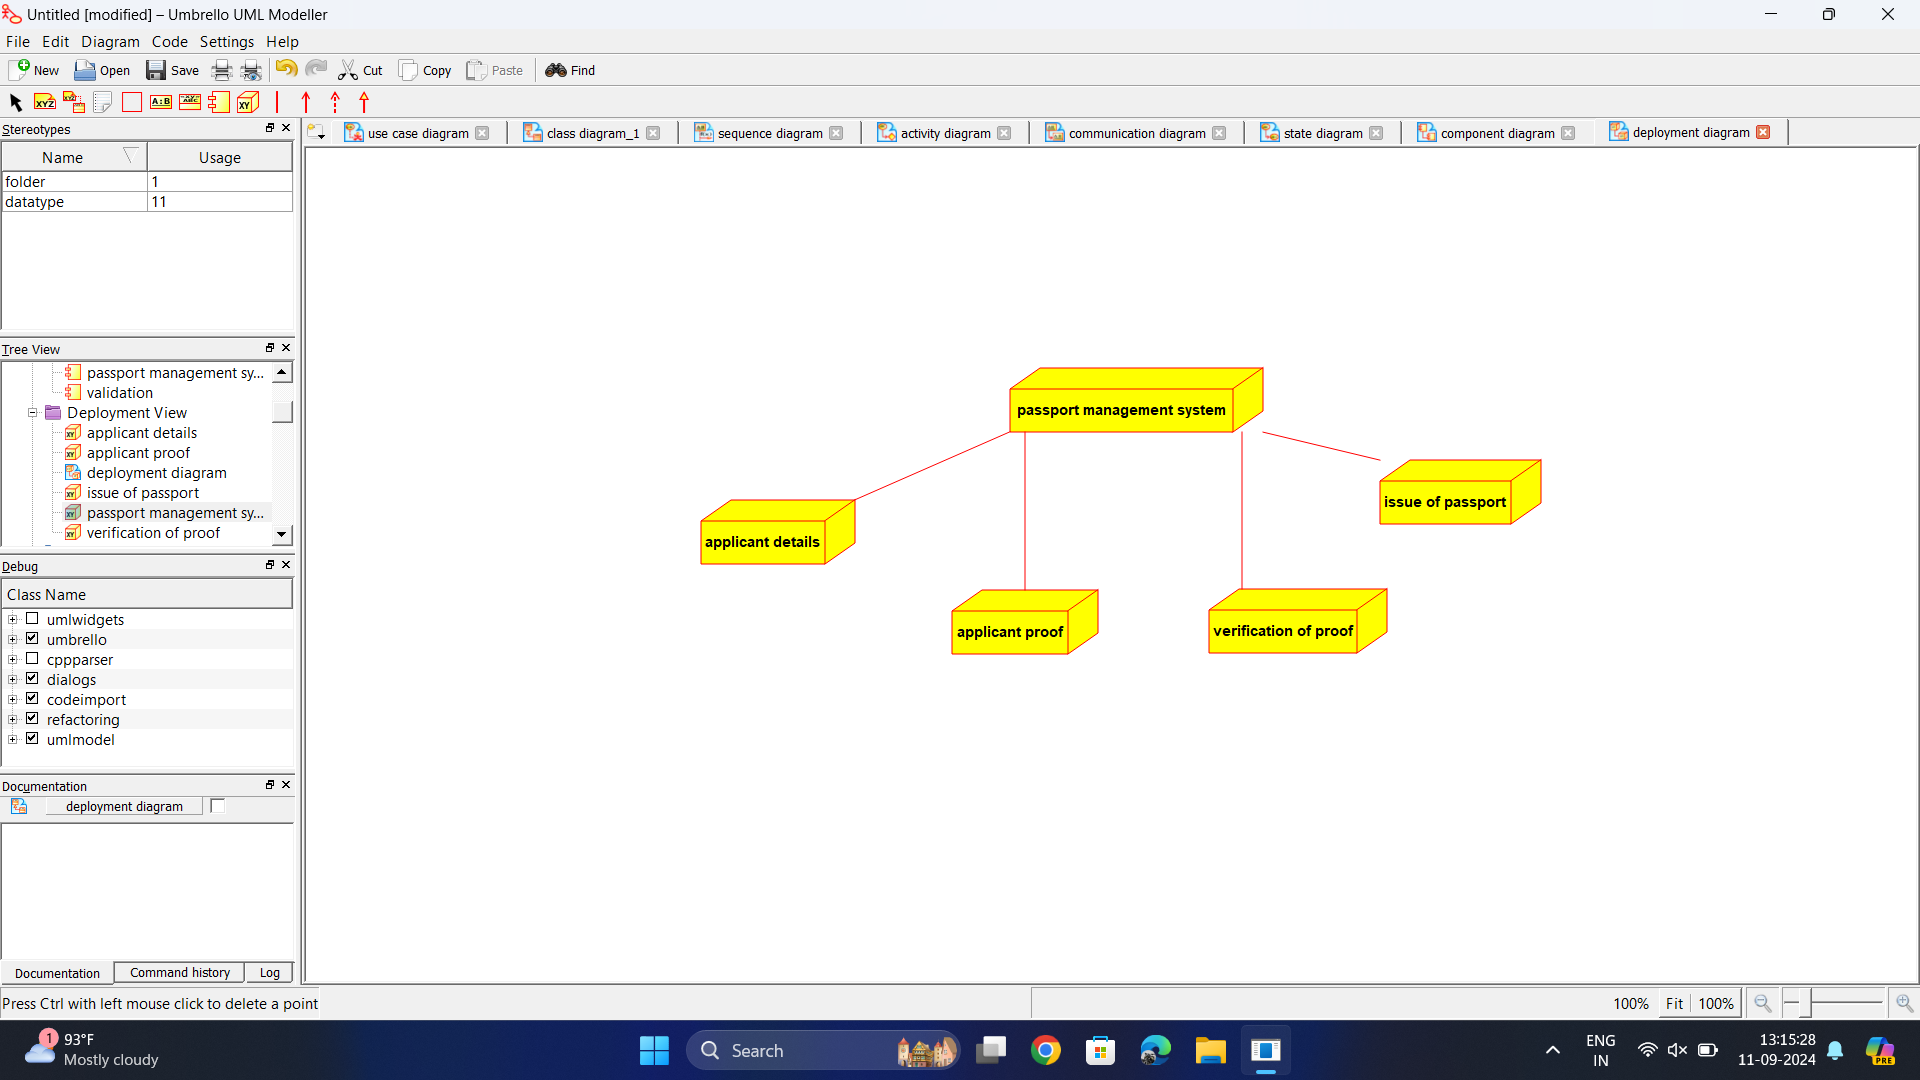 Untitled [modified] – Umbrello UML Modeller
File Edit Diagram Code Settings Help
New Open Save Cut Copy Paste Find
Stereotypes
Name Usage
folder 1
datatype 11
use case diagram class diagram_1 sequence diagram activity diagram communication diagram state diagram component diagram deployment diagram
Tree View
passport management sy...
validation
Deployment View
applicant details
applicant proof
deployment diagram
issue of passport
passport management sy...
verification of proof
Debug
Class Name
umlwidgets
umbrello
cppparser
dialogs
codeimport
refactoring
umlmodel
Documentation
deployment diagram
Documentation Command history Log
passport management system
issue of passport
applicant details
applicant proof
verification of proof
Press Ctrl with left mouse click to delete a point
100% Fit 100%
1
93°F
Mostly cloudy
Search
ENG
IN
13:15:28
11-09-2024
PRE